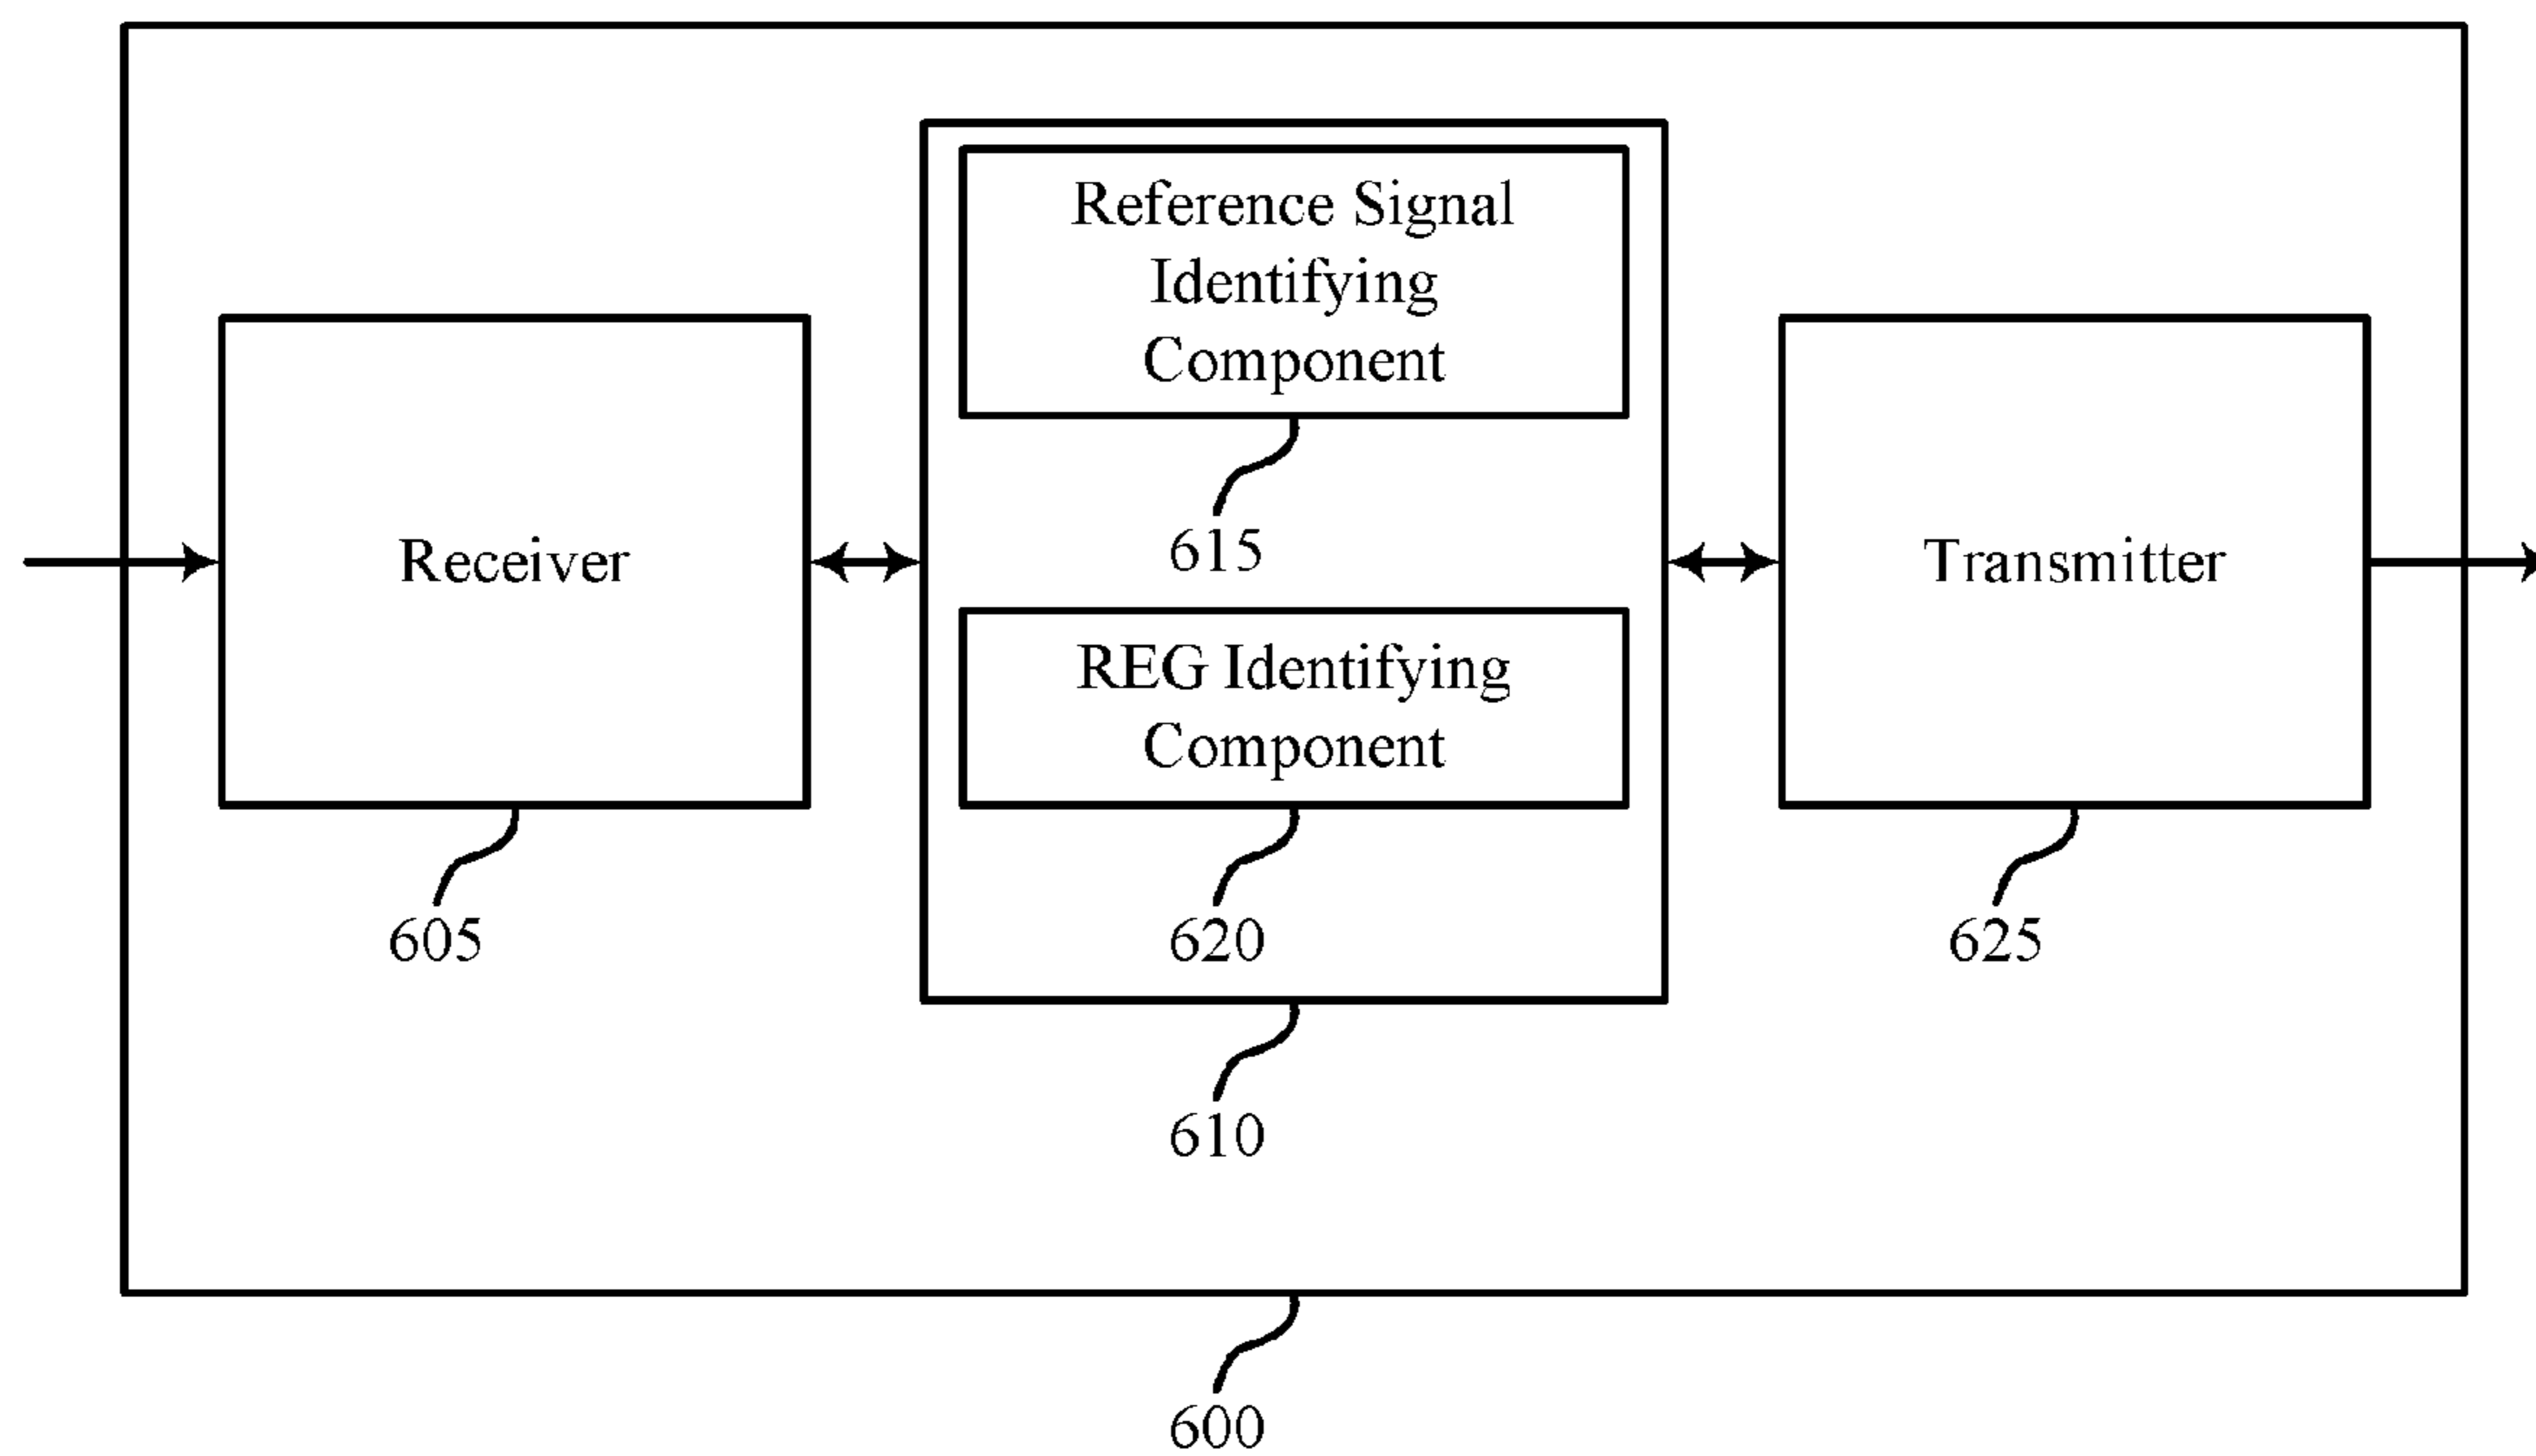 Reference Signal
Identifying
Component
615
Receiver
605
REG Identifying
Component
620
610
Transmitter
625
600